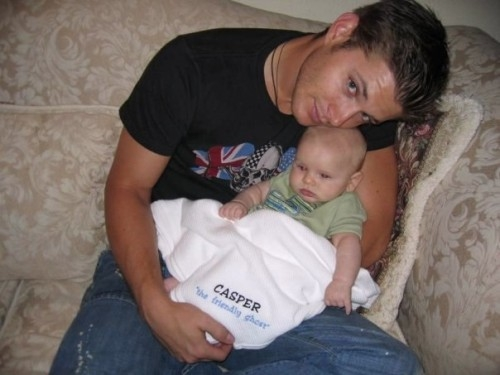 CASPER
"the friendly ghost"